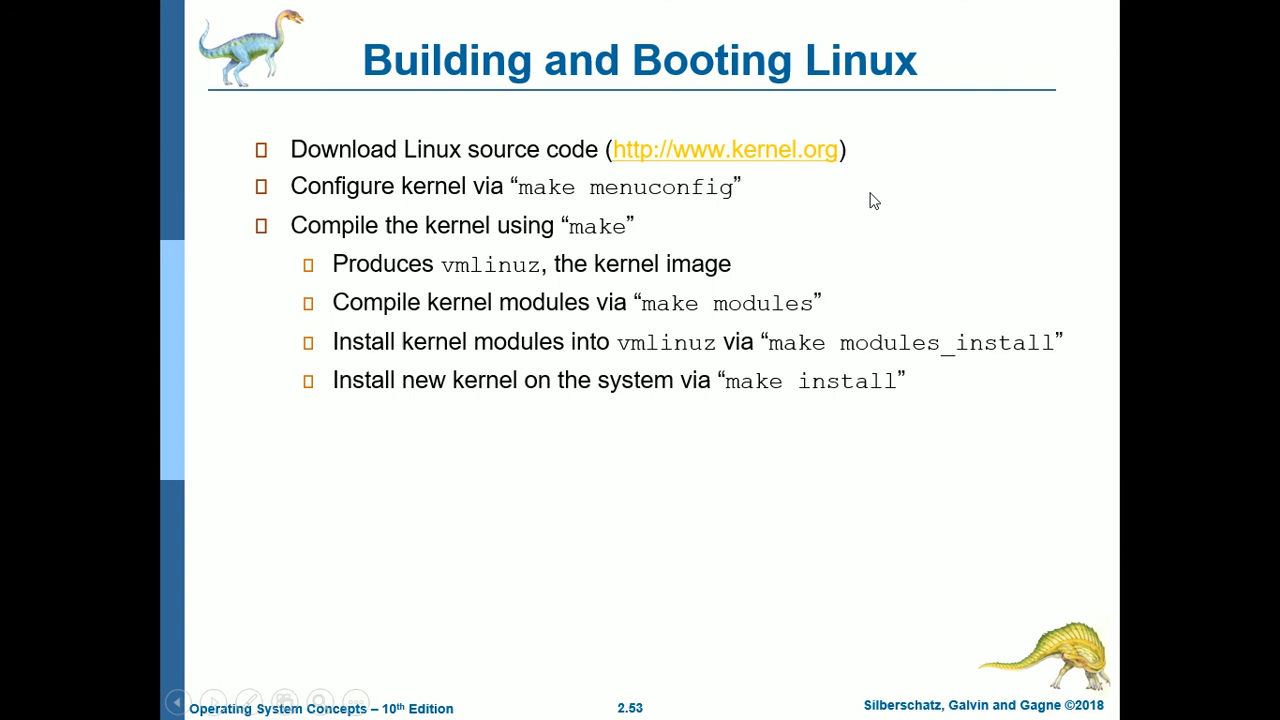 Building and Booting Linux
Download Linux source code (http://www.kernel.org)
Configure kernel via “make menuconfig”
Compile the kernel using “make”
Produces vmlinuz, the kernel image
Compile kernel modules via “make modules”
Install kernel modules into vmlinuz via “make modules_install”
Install new kernel on the system via “make install”
Operating System Concepts – 10th Edition
2.53
Silberschatz, Galvin and Gagne ©2018